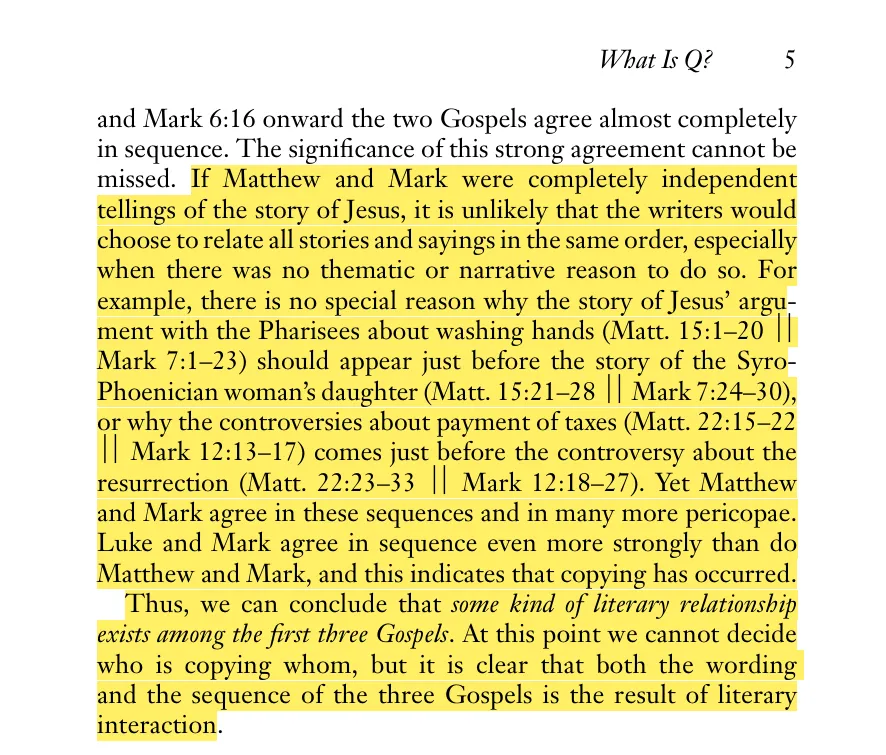 What Is Q? 5
and Mark 6:16 onward the two Gospels agree almost completely
in sequence. The significance of this strong agreement cannot be
missed. If Matthew and Mark were completely independent
tellings of the story of Jesus, it is unlikely that the writers would
choose to relate all stories and sayings in the same order, especially
when there was no thematic or narrative reason to do so. For
example, there is no special reason why the story of Jesus’ argu-
ment with the Pharisees about washing hands (Matt. 15:1–20 ||
Mark 7:1–23) should appear just before the story of the Syro-
Phoenician woman’s daughter (Matt. 15:21–28 || Mark 7:24–30),
or why the controversies about payment of taxes (Matt. 22:15–22
|| Mark 12:13–17) comes just before the controversy about the
resurrection (Matt. 22:23–33 || Mark 12:18–27). Yet Matthew
and Mark agree in these sequences and in many more pericopae.
Luke and Mark agree in sequence even more strongly than do
Matthew and Mark, and this indicates that copying has occurred.
Thus, we can conclude that some kind of literary relationship
exists among the first three Gospels. At this point we cannot decide
who is copying whom, but it is clear that both the wording
and the sequence of the three Gospels is the result of literary
interaction.